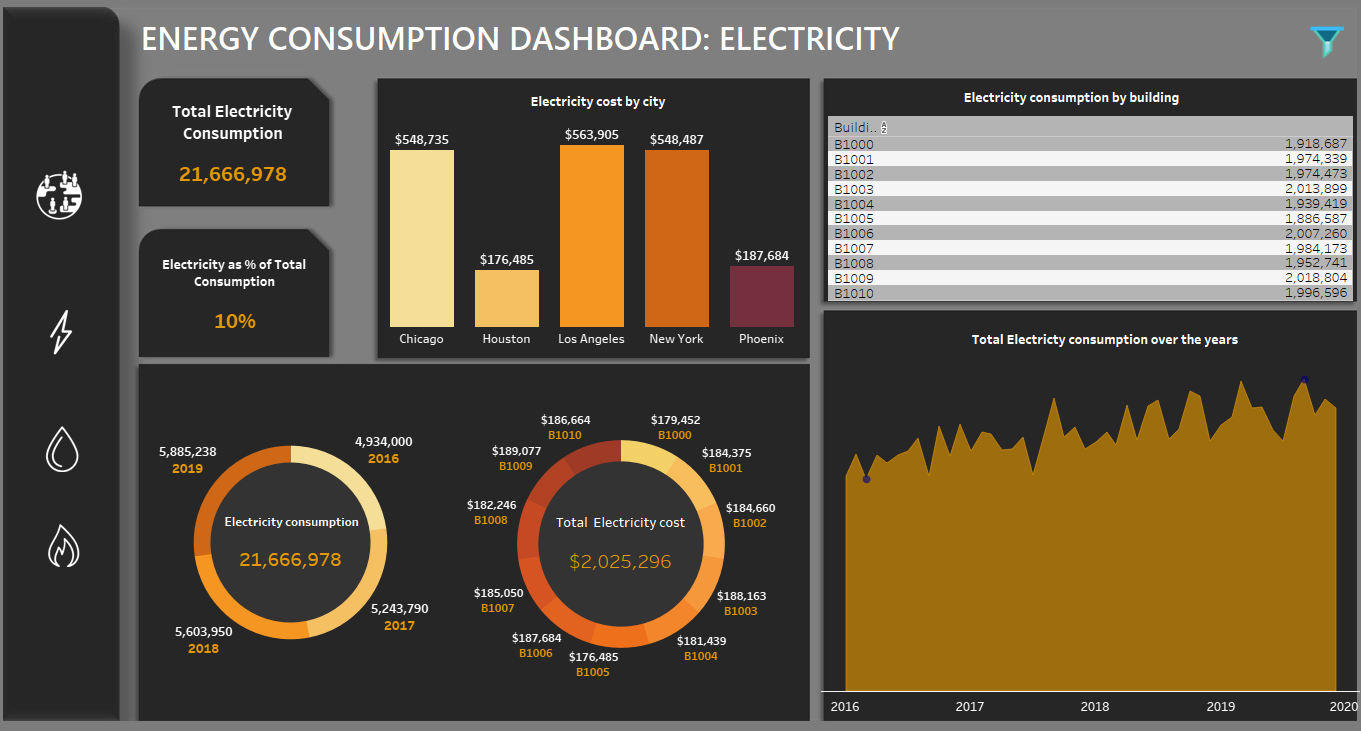 ENERGY CONSUMPTION DASHBOARD: ELECTRICITY
Total Electricity
Consumption
21,666,978
Electricity as % of Total
Consumption
10%
Electricity cost by city
$548,735
$176,485
$563,905
$548,487
$187,684
Chicago
Houston
Los Angeles
New York
Phoenix
Electricity consumption by building
Buildi..
B1000 1,918,687
B1001 1,974,339
B1002 1,974,473
B1003 2,013,899
B1004 1,939,419
B1005 1,886,587
B1006 2,007,260
B1007 1,984,173
B1008 1,952,741
B1009 2,018,804
B1010 1,996,596
Electricity consumption
21,666,978
4,934,000
2016
5,243,790
2017
5,603,950
2018
5,885,238
2019
Total Electricity cost
$2,025,296
$179,452
B1000
$184,375
B1001
$184,660
B1002
$188,163
B1003
$181,439
B1004
$176,485
B1005
$187,684
B1006
$185,050
B1007
$182,246
B1008
$189,077
B1009
$186,664
B1010
Total Electricty consumption over the years
2016
2017
2018
2019
2020